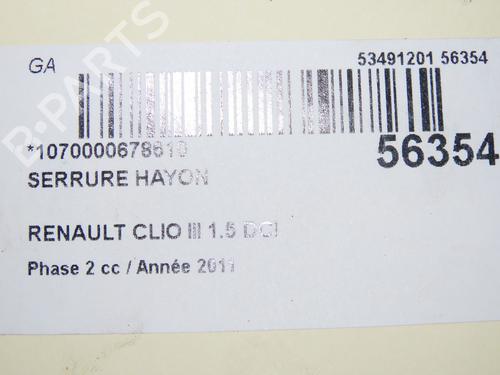 GA
53491201 56354
*1070000678610
56354
SERRURE HAYON
RENAULT CLIO III 1.5 DCI
Phase 2 cc / Année 2011
B-PARTS